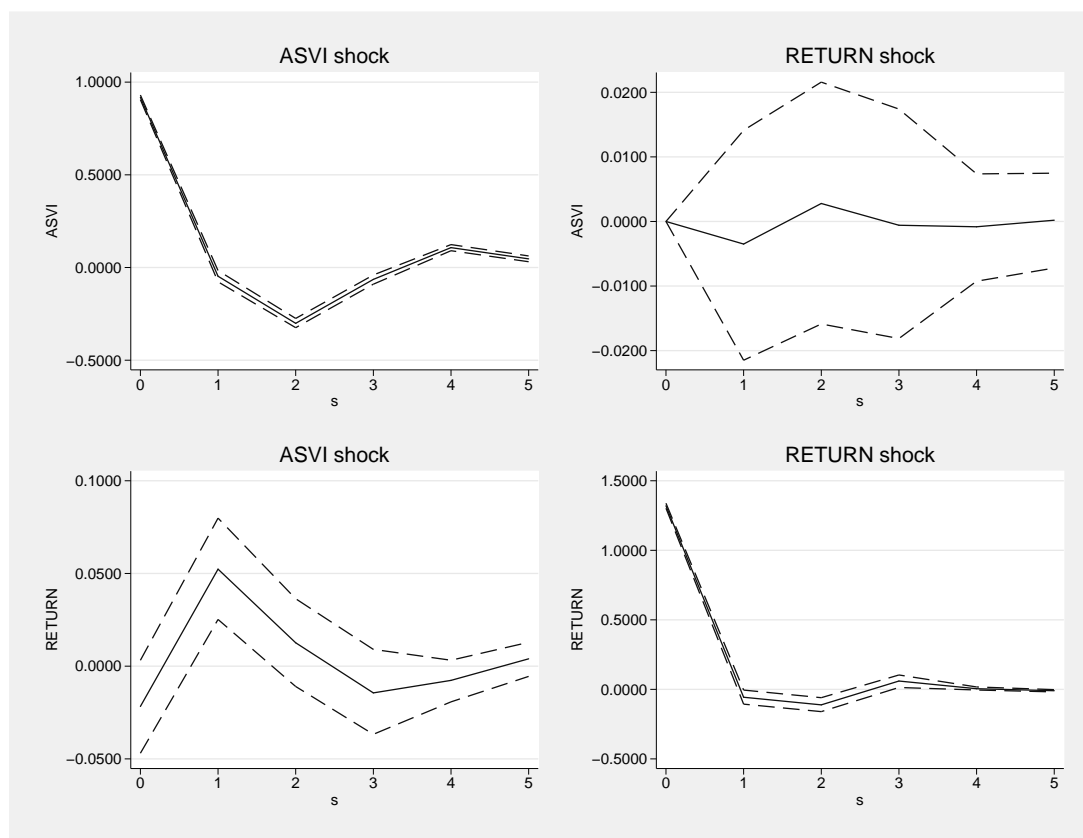 ASVI shock
1.0000
0.5000
0.0000
−0.5000
ASVI
0 1 2 3 4 5
s
RETURN shock
0.0200
0.0100
0.0000
−0.0100
−0.0200
ASVI
0 1 2 3 4 5
s
ASVI shock
0.1000
0.0500
0.0000
−0.0500
RETURN
0 1 2 3 4 5
s
RETURN shock
1.5000
1.0000
0.5000
0.0000
−0.5000
RETURN
0 1 2 3 4 5
s